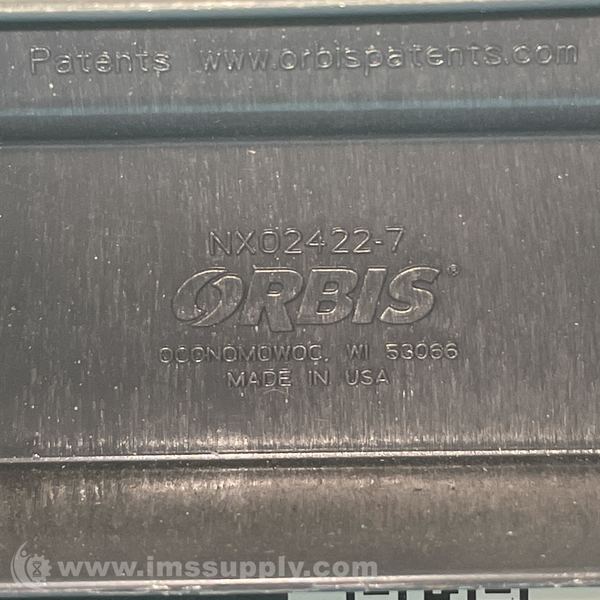 Patents www.orbispatents.com
NX02422-7
ORBIS®
OCONOMOWOC, WI 53066
MADE IN USA
www.imssupply.com